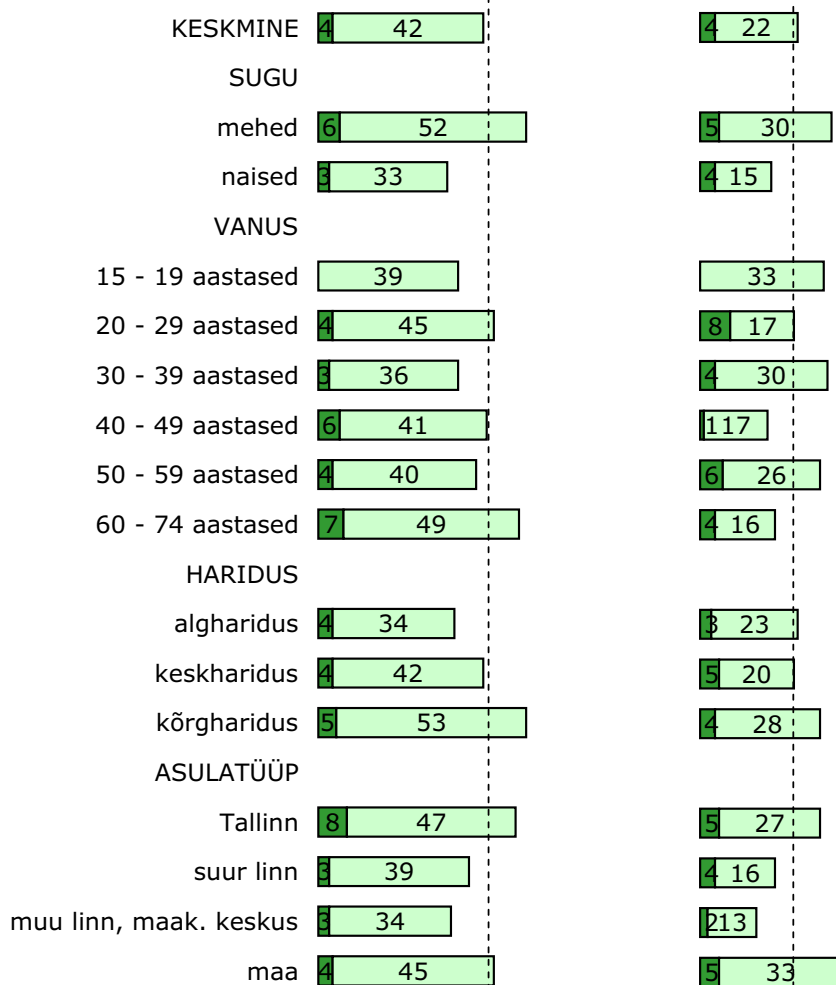 KESKMINE 4 42 4 22
SUGU
mehed 6 52 5 30
naised 3 33 4 15
VANUS
15 - 19 aastased 39 33
20 - 29 aastased 4 45 8 17
30 - 39 aastased 3 36 4 30
40 - 49 aastased 6 41 1 17
50 - 59 aastased 4 40 6 26
60 - 74 aastased 7 49 4 16
HARIDUS
algharidus 4 34 3 23
keskharidus 4 42 5 20
kõrgharidus 5 53 4 28
ASULATÜÜP
Tallinn 8 47 5 27
suur linn 3 39 4 16
muu linn, maak. keskus 3 34 2 13
maa 4 45 5 33